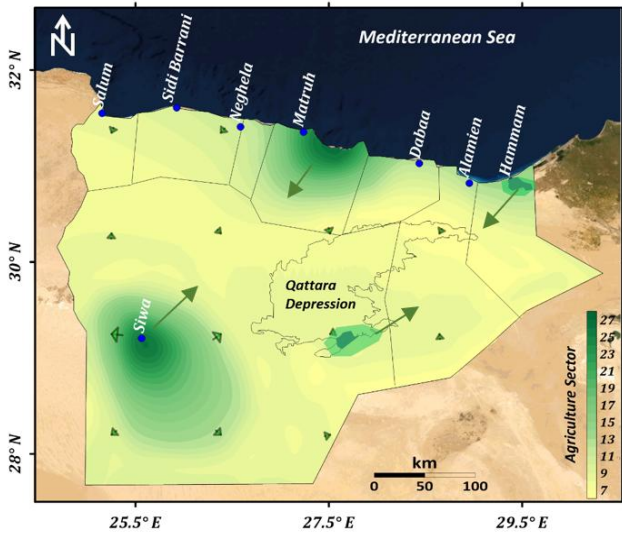 N
Mediterranean Sea
32° N
Salum
Sidi Barrani
Neghela
Matruh
Dabaa
Alamien
Hammam
30° N
Qattara
Depression
Siwa
28° N
km
0 50 100
Agriculture Sector
27
25
23
21
19
17
15
13
11
9
7
25.5° E 27.5° E 29.5° E